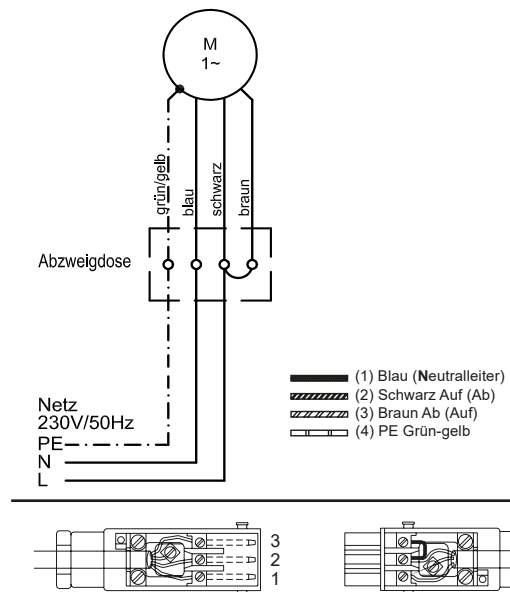 M
1~
grün/gelb
blau
schwarz
braun
Abzweigdose
(1) Blau (Neutralleiter)
(2) Schwarz Auf (Ab)
(3) Braun Ab (Auf)
(4) PE Grün-gelb
Netz
230V/50Hz
PE
N
L
3
2
1